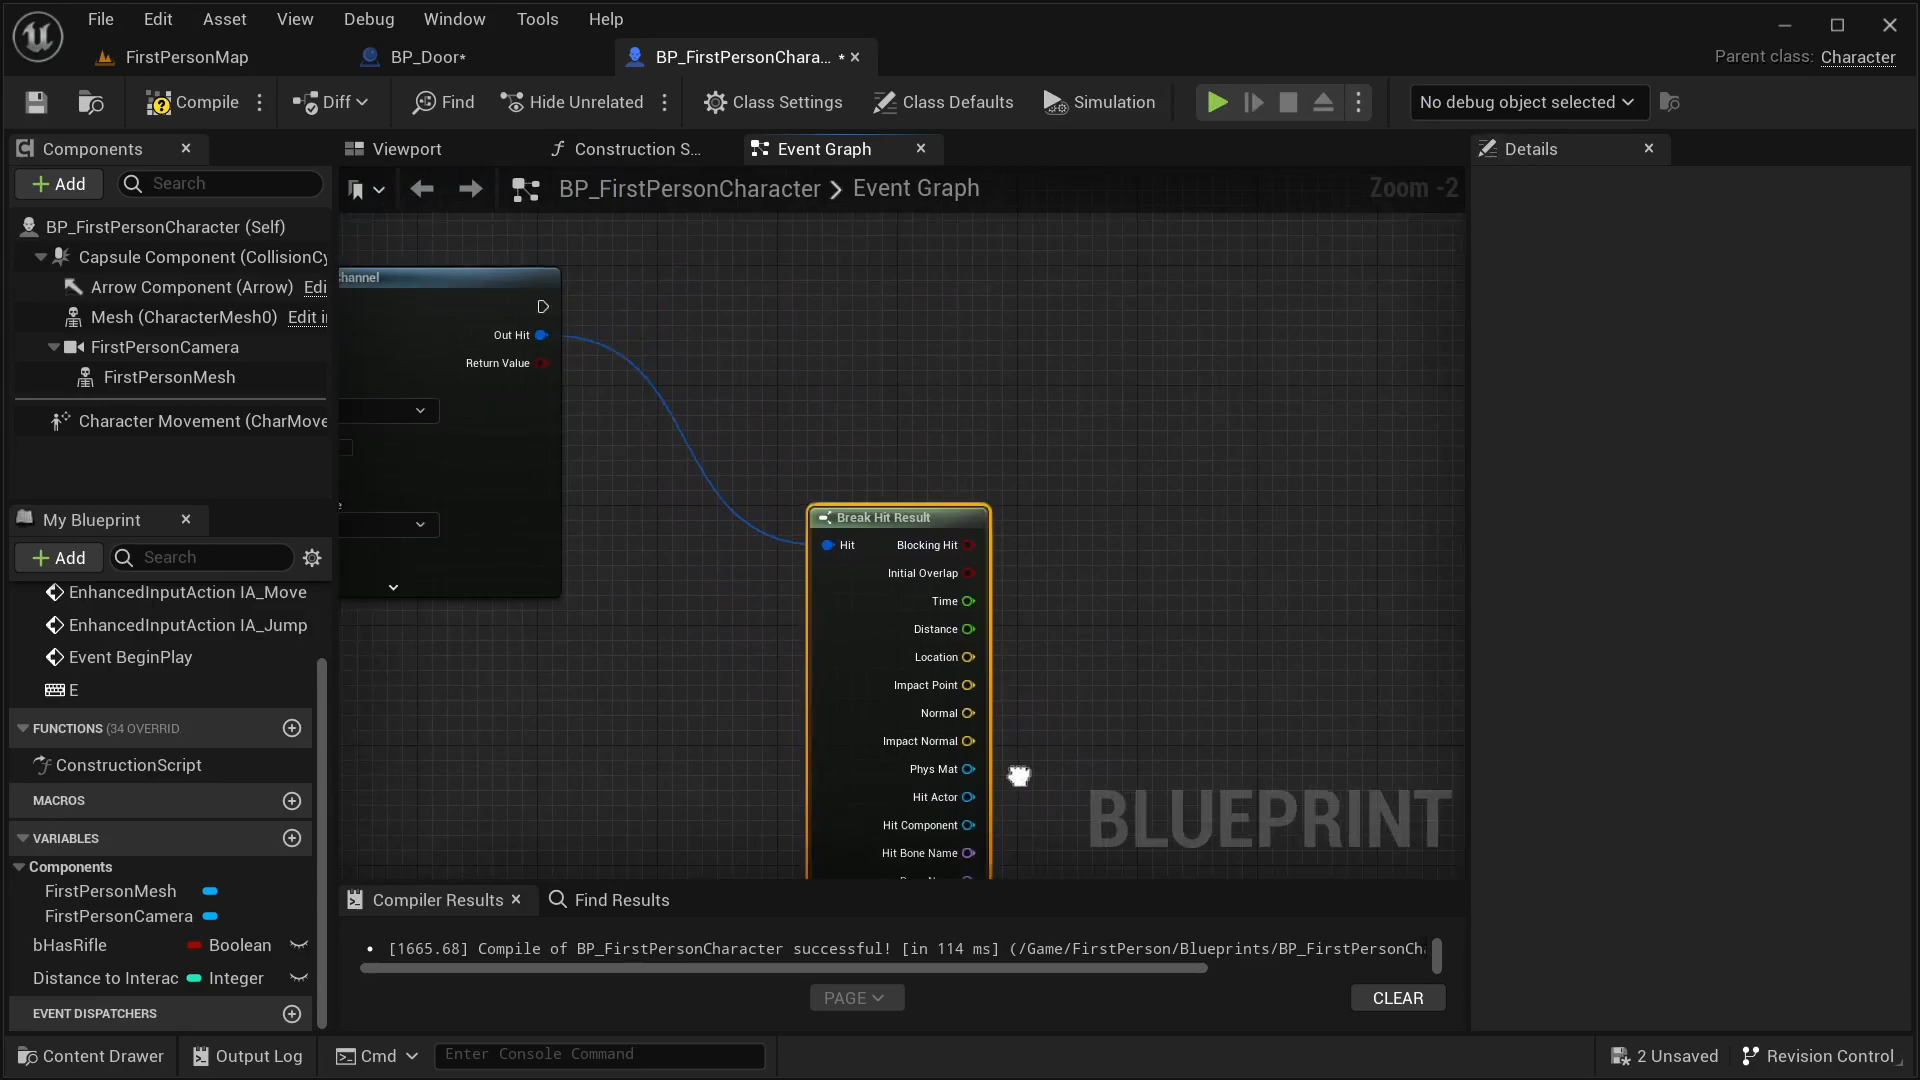 File Edit Asset View Debug Window Tools Help
FirstPersonMap BP_Door* BP_FirstPersonChara... * Parent class: Character
Compile Diff Find Hide Unrelated Class Settings Class Defaults Simulation No debug object selected
Components Viewport Construction S... Event Graph Details
Add Search BP_FirstPersonCharacter Event Graph Zoom -2
BP_FirstPersonCharacter (Self)
Capsule Component (CollisionCy
Arrow Component (Arrow) Edi
Mesh (CharacterMesh0) Edit i
FirstPersonCamera
FirstPersonMesh
Character Movement (CharMove
hannel
Out Hit
Return Value
e
Break Hit Result
Hit Blocking Hit
Initial Overlap
Time
Distance
Location
Impact Point
Normal
Impact Normal
Phys Mat
Hit Actor
Hit Component
Hit Bone Name
BLUEPRINT
My Blueprint
Add Search
EnhancedInputAction IA_Move
EnhancedInputAction IA_Jump
Event BeginPlay
E
FUNCTIONS (34 OVERRID
ConstructionScript
MACROS
VARIABLES
Components
FirstPersonMesh
FirstPersonCamera
bHasRifle Boolean
Distance to Interac Integer
EVENT DISPATCHERS
Compiler Results Find Results
[1665.68] Compile of BP_FirstPersonCharacter successful! [in 114 ms] (/Game/FirstPerson/Blueprints/BP_FirstPersonCh
PAGE CLEAR
Content Drawer Output Log Cmd Enter Console Command 2 Unsaved Revision Control